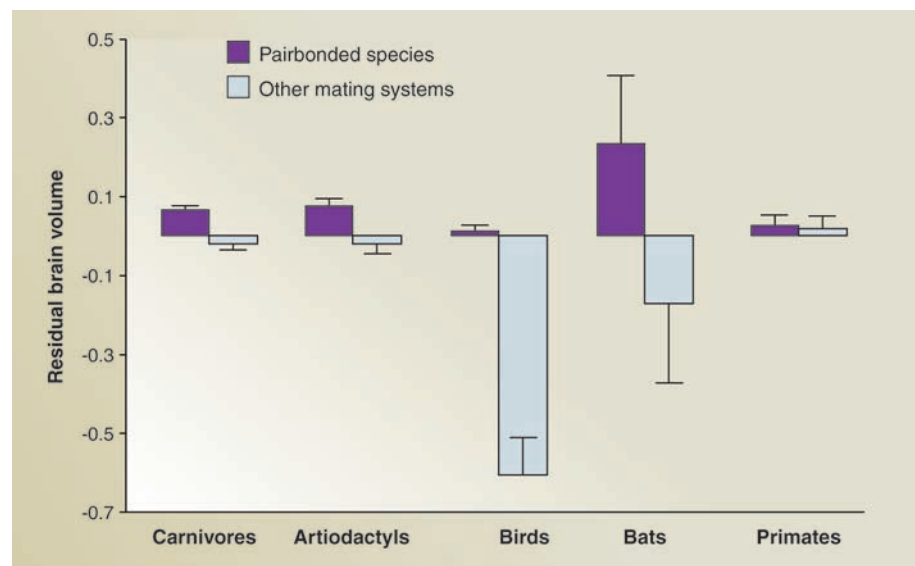 0.5
Pairbonded species
Other mating systems
0.3
0.1
-0.1
-0.3
-0.5
-0.7
Residual brain volume
Carnivores Artiodactyls Birds Bats Primates